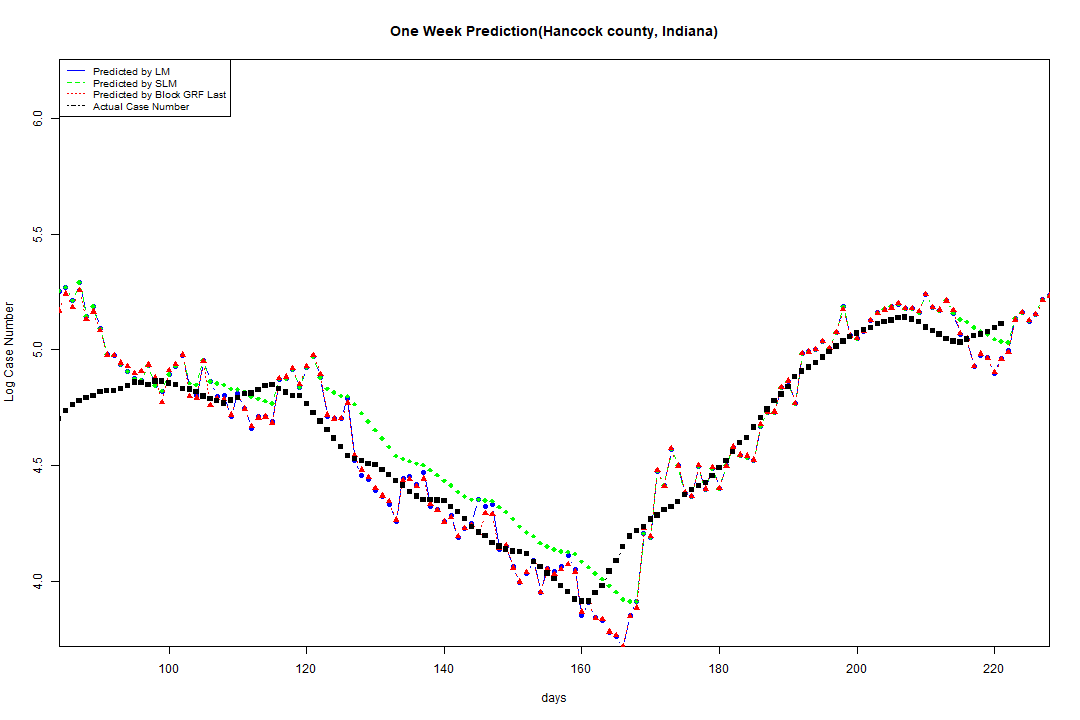 One Week Prediction(Hancock county, Indiana)
Predicted by LM
Predicted by SLM
Predicted by Block GRF Last
Actual Case Number
6.0
5.5
5.0
4.5
4.0
Log Case Number
100 120 140 160 180 200 220
days